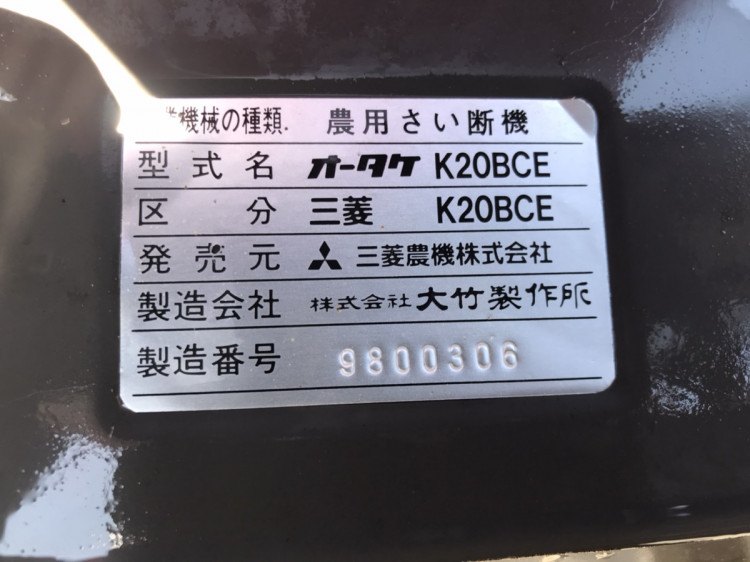 業機械の種類. 農用さい断機
型式名 オータケ K20BCE
区分 三菱 K20BCE
発売元 三菱農機株式会社
製造会社 株式会社 大竹製作所
製造番号 9800306